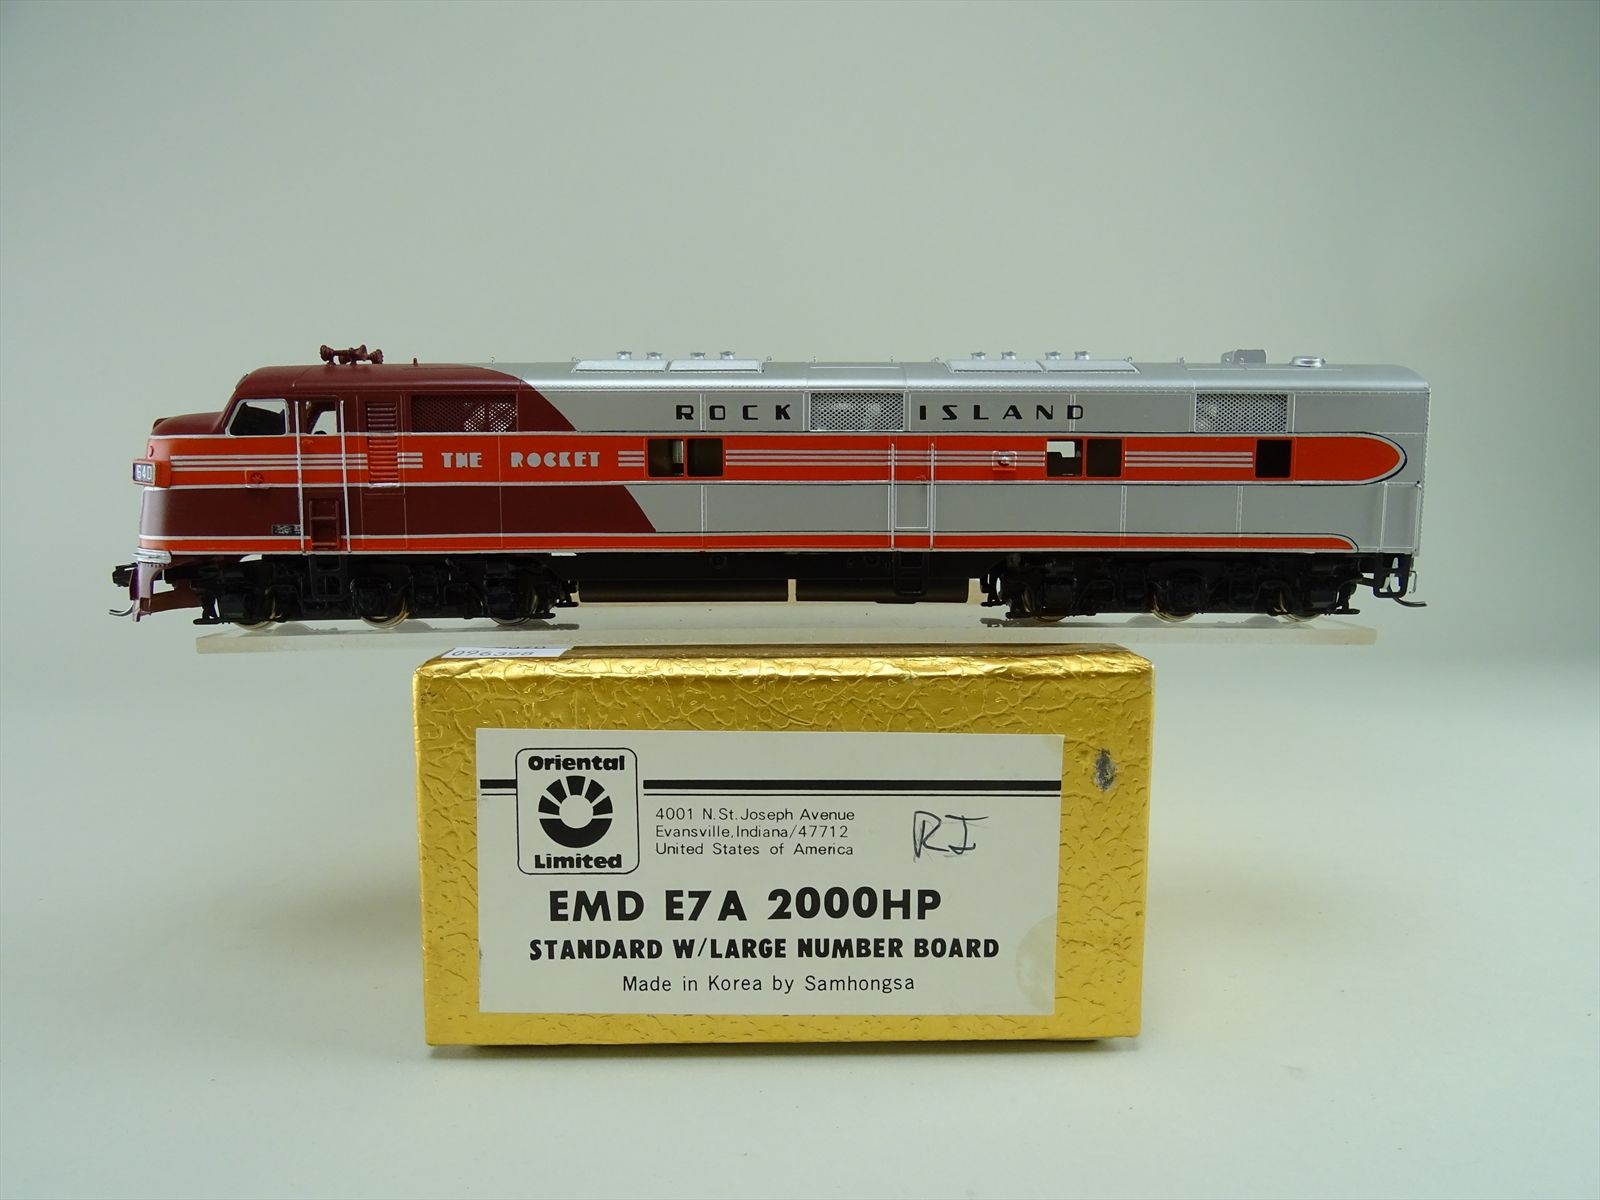 ROCK ISLAND
THE ROCKET
640
096398
Oriental
Limited
4001 N.St.Joseph Avenue
Evansville,Indiana/47712
United States of America
RI
EMD E7A 2000HP
STANDARD W/LARGE NUMBER BOARD
Made in Korea by Samhongsa